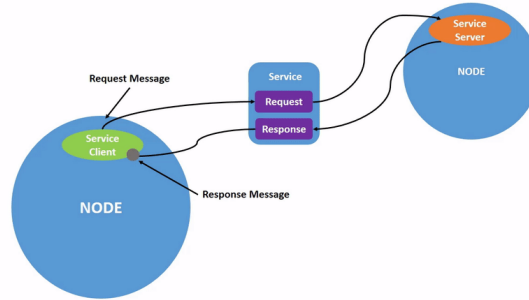 Service
Server
NODE
Service
Request
Response
Request Message
Service
Client
NODE
Response Message